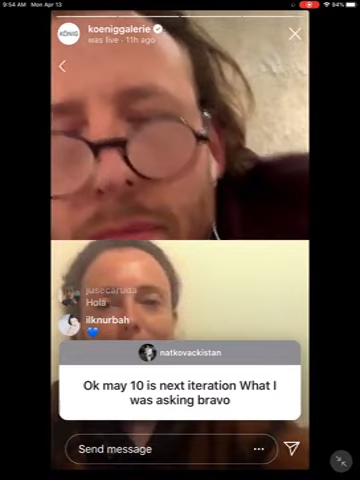 9:54 AM Mon Apr 13
94%
KÖNIG
koeniggalerie
was live · 11h ago
jusecaruda
Hola
ilknurbah
💙
natkovackistan
Ok may 10 is next iteration What I
was asking bravo
Send message